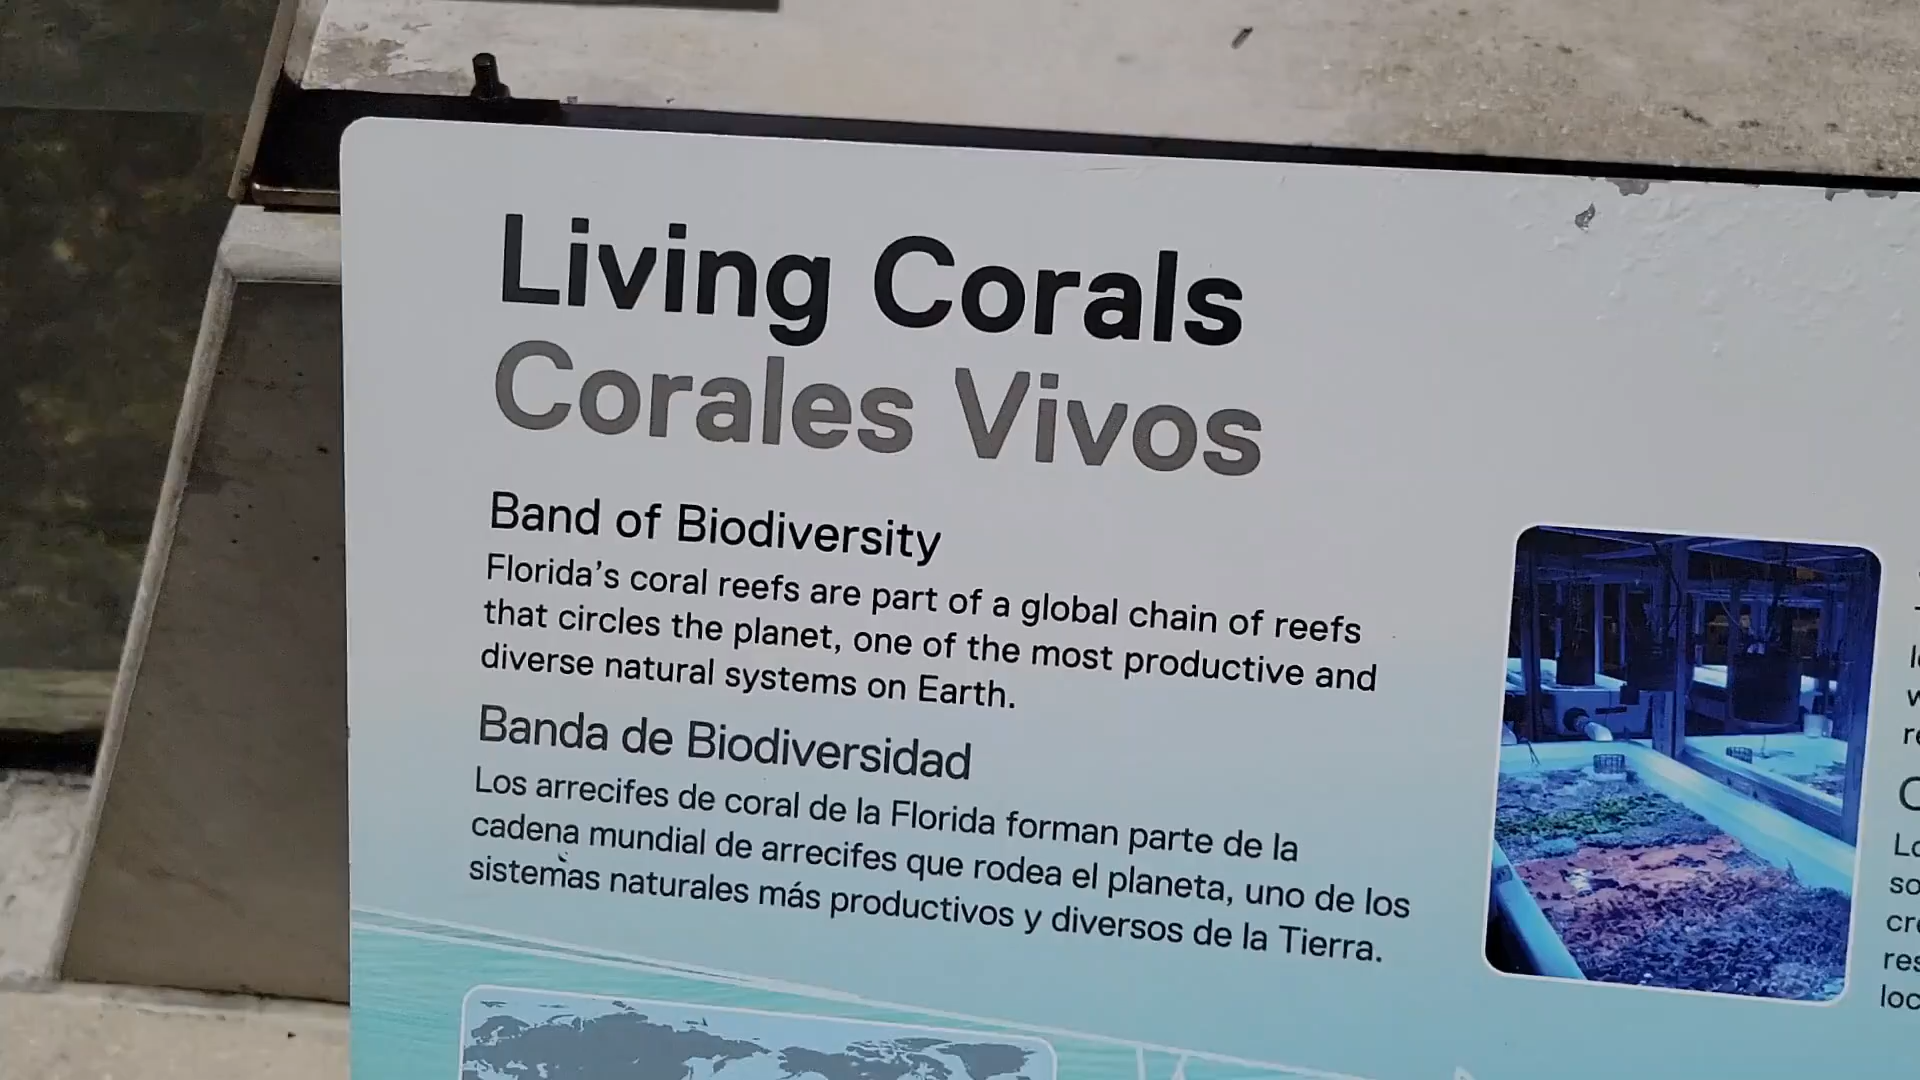 Living Corals
Corales Vivos
Band of Biodiversity
Florida's coral reefs are part of a global chain of reefs
that circles the planet, one of the most productive and
diverse natural systems on Earth.
Banda de Biodiversidad
Los arrecifes de coral de la Florida forman parte de la
cadena mundial de arrecifes que rodea el planeta, uno de los
sistemas naturales más productivos y diversos de la Tierra.